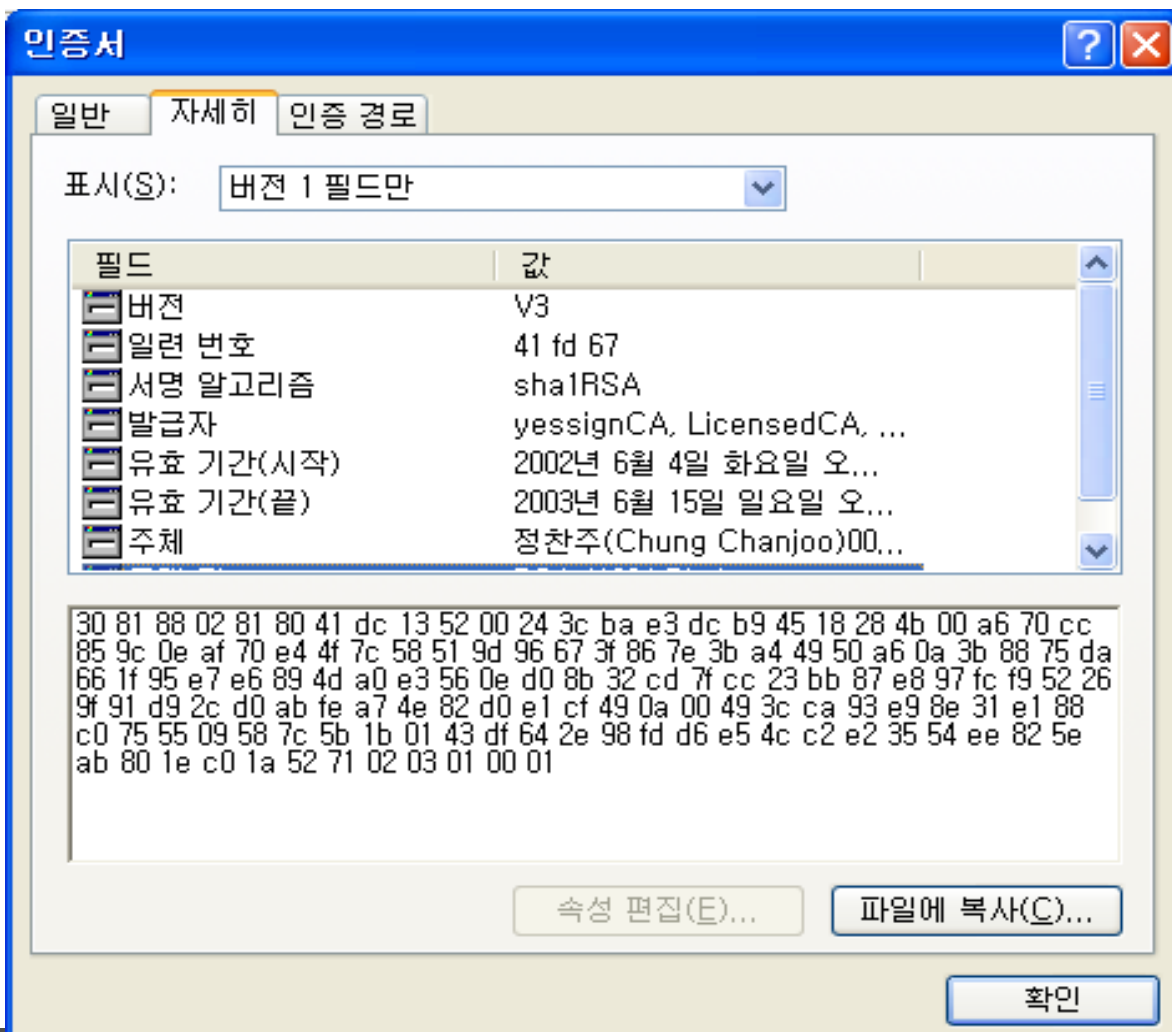 인증서
일반 자세히 인증 경로
표시(S): 버전 1 필드만
필드 값
버전 V3
일련 번호 41 fd 67
서명 알고리즘 sha1RSA
발급자 yessignCA, LicensedCA, ...
유효 기간(시작) 2002년 6월 4일 화요일 오...
유효 기간(끝) 2003년 6월 15일 일요일 오...
주체 정찬주(Chung Chanjoo)00...
30 81 88 02 81 80 41 dc 13 52 00 24 3c ba e3 dc b9 45 18 28 4b 00 a6 70 cc
85 9c 0e af 70 e4 4f 7c 58 51 9d 96 67 3f 86 7e 3b a4 49 50 a6 0a 3b 88 75 da
66 1f 95 e7 e6 89 4d a0 e3 56 0e d0 8b 32 cd 7f cc 23 bb 87 e8 97 fc f9 52 26
9f 91 d9 2c d0 ab fe a7 4e 82 d0 e1 cf 49 0a 00 49 3c ca 93 e9 8e 31 e1 88
c0 75 55 09 58 7c 5b 1b 01 43 df 64 2e 98 fd d6 e5 4c c2 e2 35 54 ee 82 5e
ab 80 1e c0 1a 52 71 02 03 01 00 01
속성 편집(E)... 파일에 복사(C)...
확인